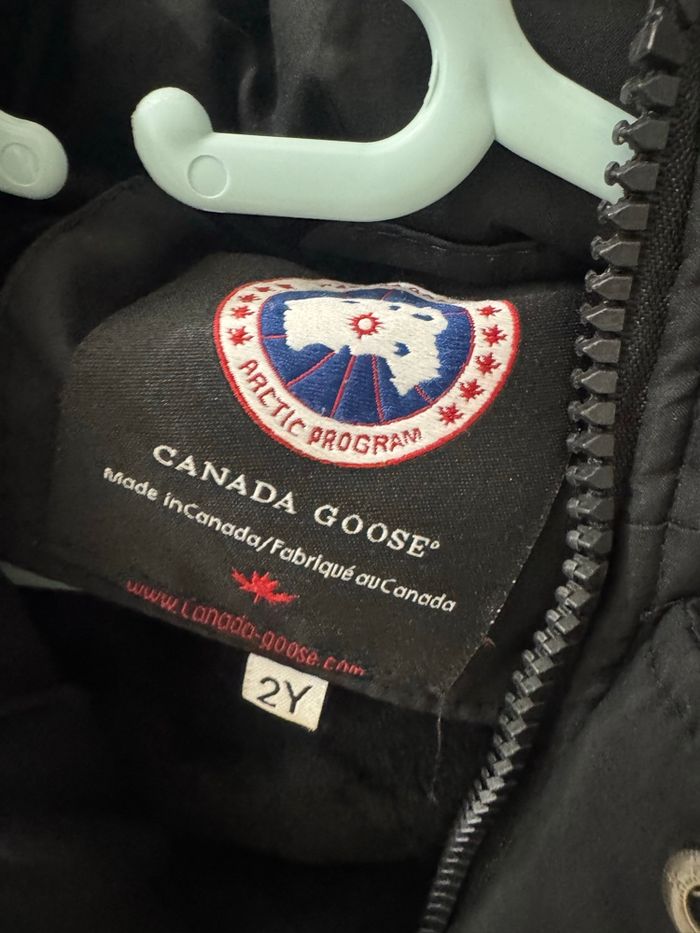 ARCTIC PROGRAM
CANADA GOOSE®
made inCanada/Fabriqué auCanada
www.canada-goose.com
2Y